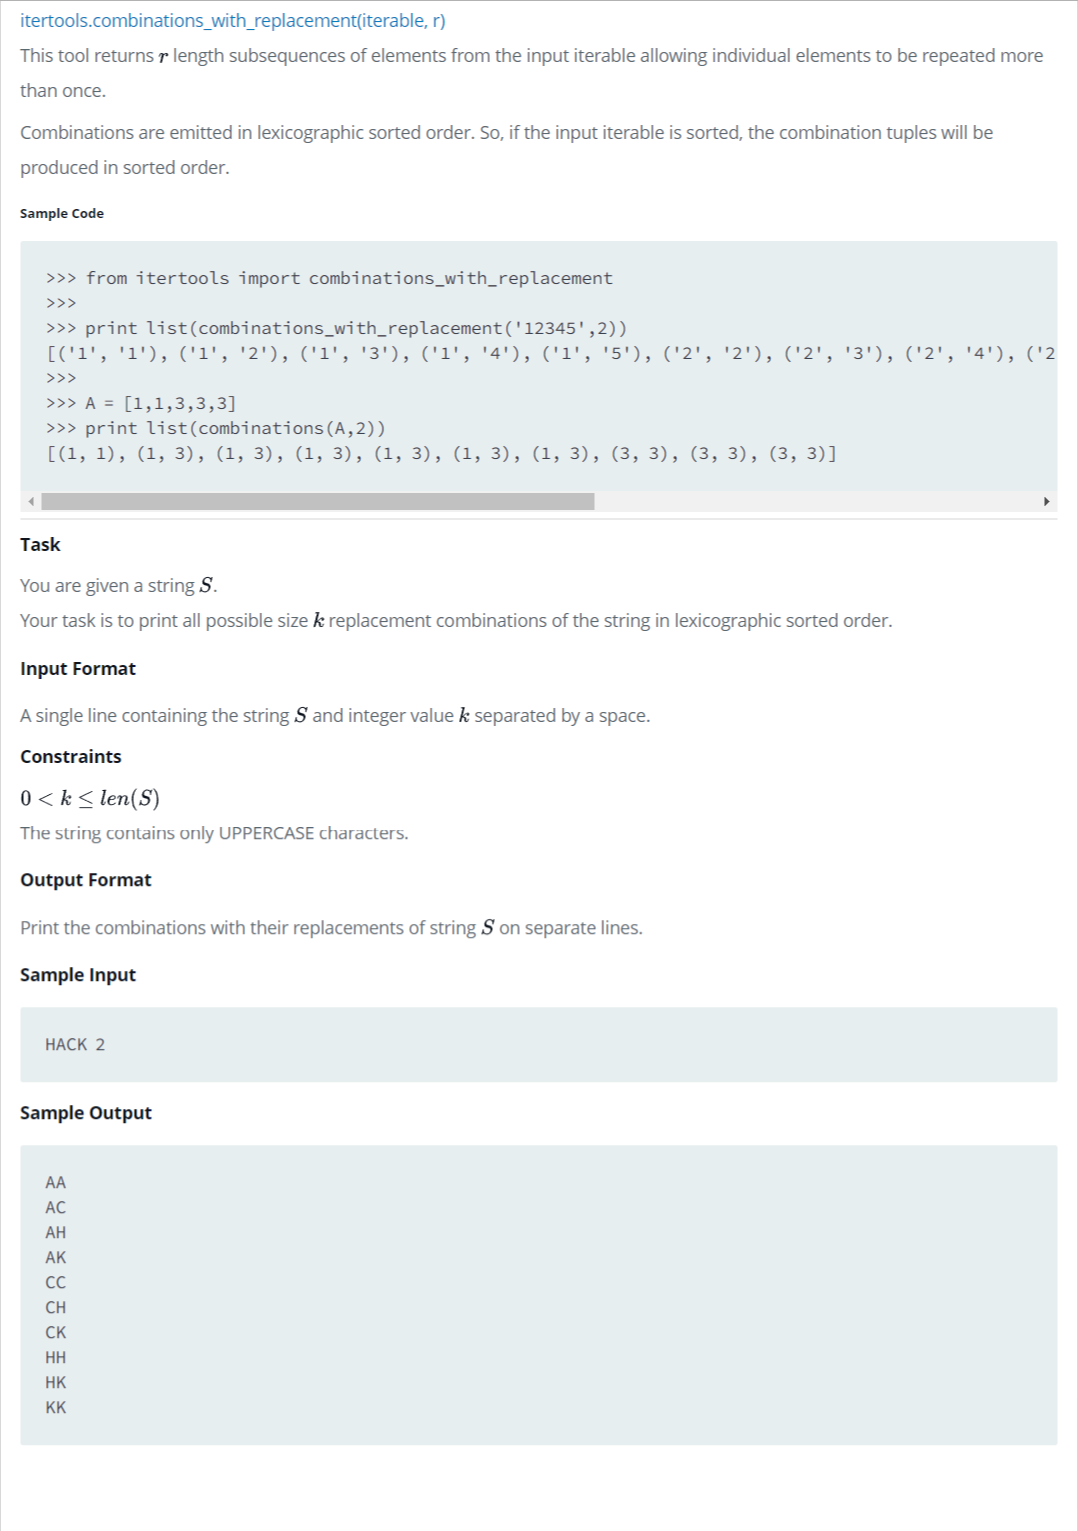 itertools.combinations_with_replacement(iterable, r)
This tool returns r length subsequences of elements from the input iterable allowing individual elements to be repeated more
than once.
Combinations are emitted in lexicographic sorted order. So, if the input iterable is sorted, the combination tuples will be
produced in sorted order.
Sample Code
>>> from itertools import combinations_with_replacement
>>>
>>> print list(combinations_with_replacement('12345',2))
[('1', '1'), ('1', '2'), ('1', '3'), ('1', '4'), ('1', '5'), ('2', '2'), ('2', '3'), ('2', '4'), ('2
>>>
>>> A = [1,1,3,3,3]
>>> print list(combinations(A,2))
[(1, 1), (1, 3), (1, 3), (1, 3), (1, 3), (1, 3), (1, 3), (3, 3), (3, 3), (3, 3)]
Task
You are given a string S.
Your task is to print all possible size k replacement combinations of the string in lexicographic sorted order.
Input Format
A single line containing the string S and integer value k separated by a space.
Constraints
0 < k ≤ len(S)
The string contains only UPPERCASE characters.
Output Format
Print the combinations with their replacements of string S on separate lines.
Sample Input
HACK 2
Sample Output
AA
AC
AH
AK
CC
CH
CK
HH
HK
KK